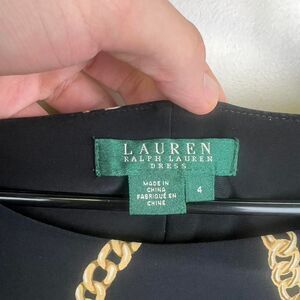 LAUREN
RALPH LAUREN
DRESS
MADE IN
CHINA
FABRIQUÉ EN
CHINE
4